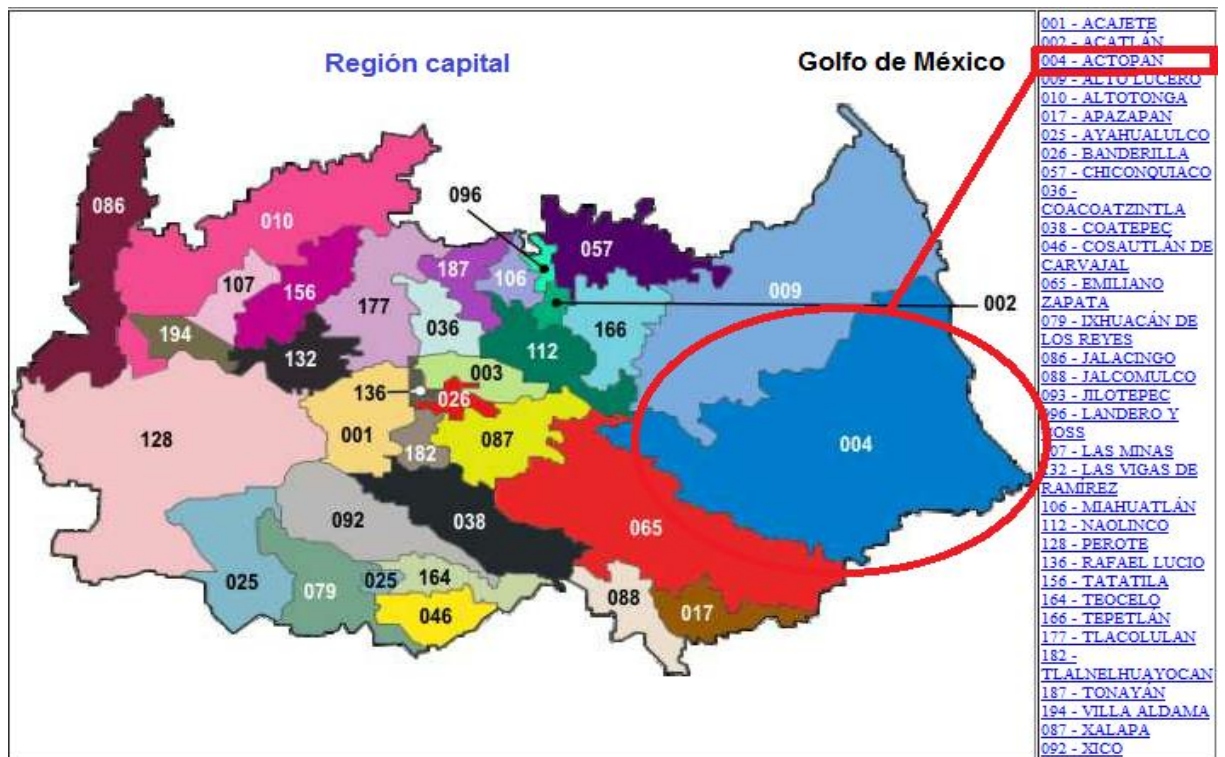 Región capital
Golfo de México
086
010
096
057
107
156
177
187
106
009
002
194
132
036
166
112
136
003
026
128
001
182
087
004
092
038
065
025
079
025
164
046
088
017
001 - ACAJETE
002 - ACATLÁN
004 - ACTOPAN
009 - ALTO LUCERO
010 - ALTOTONGA
017 - APAZAPAN
025 - AYAHUALULCO
026 - BANDERILLA
057 - CHICONQUIACO
036 -
COACOATZINTLA
038 - COATEPEC
046 - COSAUTLÁN DE
CARVAJAL
065 - EMILIANO
ZAPATA
079 - IXHUACÁN DE
LOS REYES
086 - JALACINGO
088 - JALCOMULCO
093 - JILOTEPEC
096 - LANDERO Y
COSS
107 - LAS MINAS
132 - LAS VIGAS DE
RAMÍREZ
106 - MIAHUATLÁN
112 - NAOLINCO
128 - PEROTE
136 - RAFAEL LUCIO
156 - TATATILA
164 - TEOCELO
166 - TEPETLÁN
177 - TLACOLULAN
182 -
TLALNELHUAYOCAN
187 - TONAYÁN
194 - VILLA ALDAMA
087 - XALAPA
092 - XICO